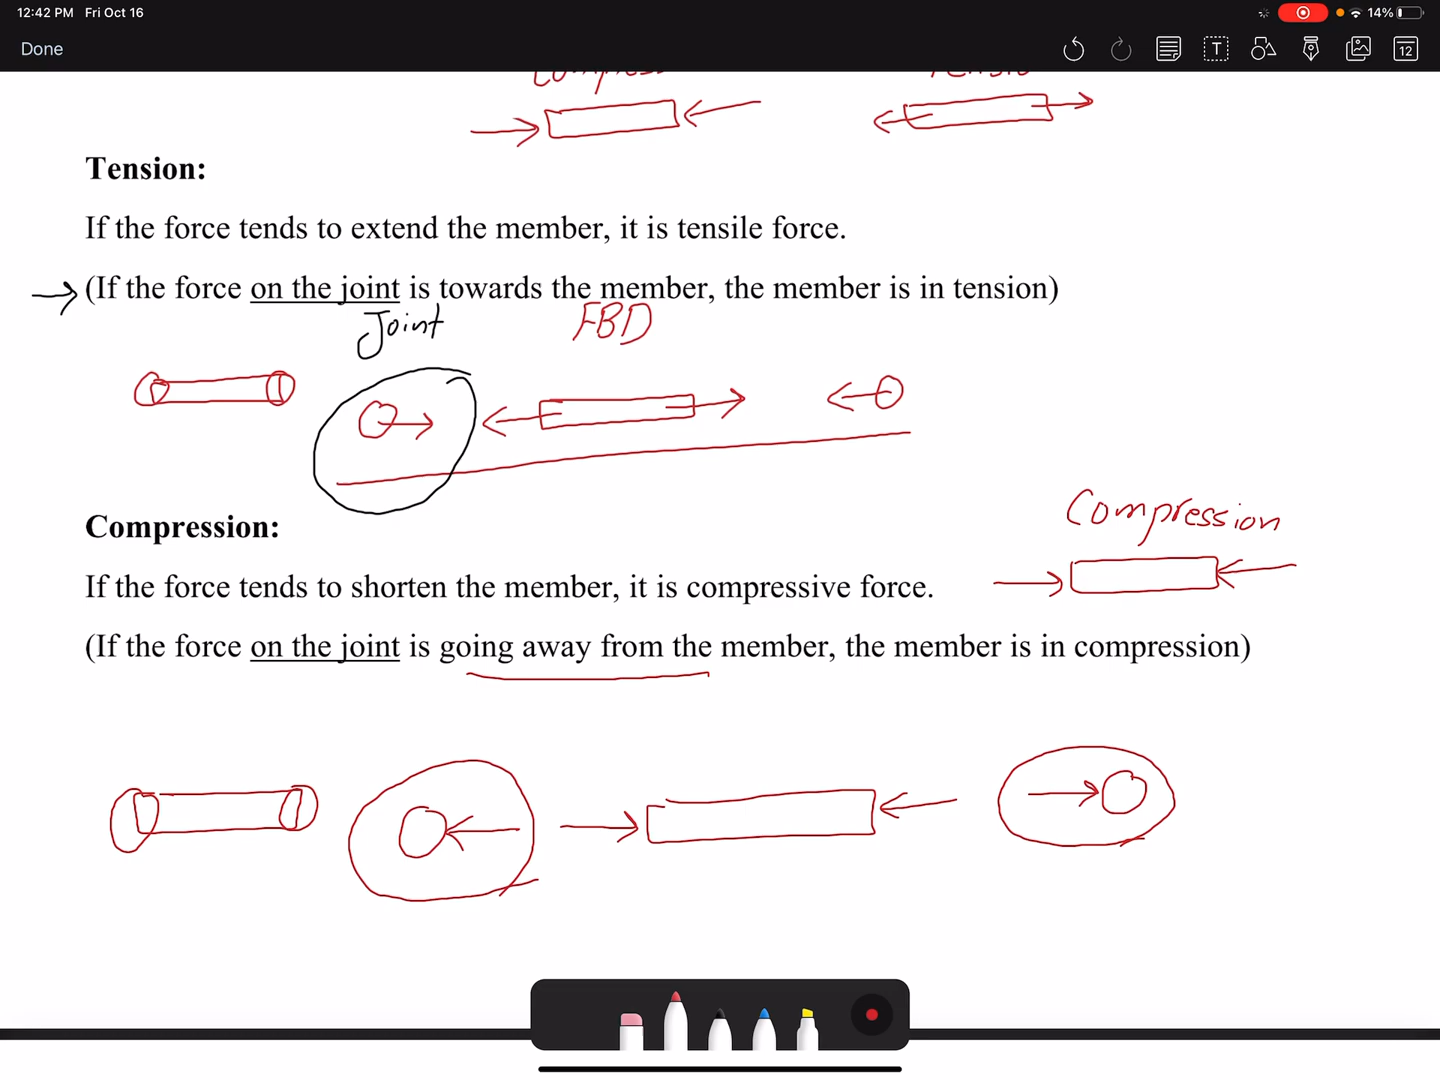 12:42 PM Fri Oct 16
14%
Done
T
12
Tension:
If the force tends to extend the member, it is tensile force.
(If the force on the joint is towards the member, the member is in tension)
Joint FBD
Compression
Compression:
If the force tends to shorten the member, it is compressive force.
(If the force on the joint is going away from the member, the member is in compression)